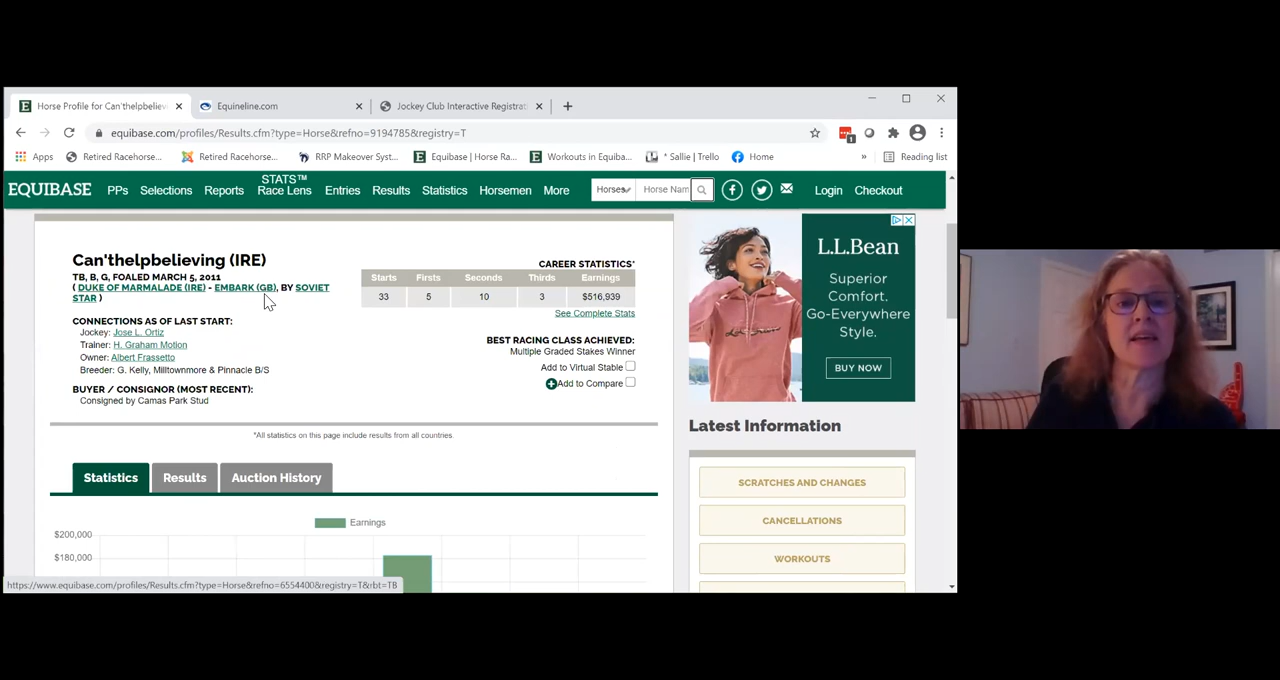 Horse Profile for Can'thelpbeliev
Equineline.com
Jockey Club Interactive Registrat
equibase.com/profiles/Results.cfm?type=Horse&refno=9194785&registry=T
Apps
Retired Racehorse...
Retired Racehorse...
RRP Makeover Syst...
Equibase | Horse Ra...
Workouts in Equiba...
* Sallie | Trello
Home
»
Reading list
EQUIBASE
PPs
Selections
Reports
STATS™
Race Lens
Entries
Results
Statistics
Horsemen
More
Horses
Horse Nam
Login
Checkout
Can'thelpbelieving (IRE)
TB, B, G, FOALED MARCH 5, 2011
( DUKE OF MARMALADE (IRE) - EMBARK (GB), BY SOVIET
STAR )
CONNECTIONS AS OF LAST START:
Jockey: Jose L. Ortiz
Trainer: H. Graham Motion
Owner: Albert Frassetto
Breeder: G. Kelly, Milltownmore & Pinnacle B/S
BUYER / CONSIGNOR (MOST RECENT):
Consigned by Camas Park Stud
CAREER STATISTICS*
Starts Firsts Seconds Thirds Earnings
33 5 10 3 $516,939
See Complete Stats
BEST RACING CLASS ACHIEVED:
Multiple Graded Stakes Winner
Add to Virtual Stable
Add to Compare
*All statistics on this page include results from all countries.
Statistics
Results
Auction History
Earnings
$200,000
$180,000
https://www.equibase.com/profiles/Results.cfm?type=Horse&refno=6554400&registry=T&rbt=TB
L.L.Bean
Superior
Comfort.
Go-Everywhere
Style.
BUY NOW
Latest Information
SCRATCHES AND CHANGES
CANCELLATIONS
WORKOUTS